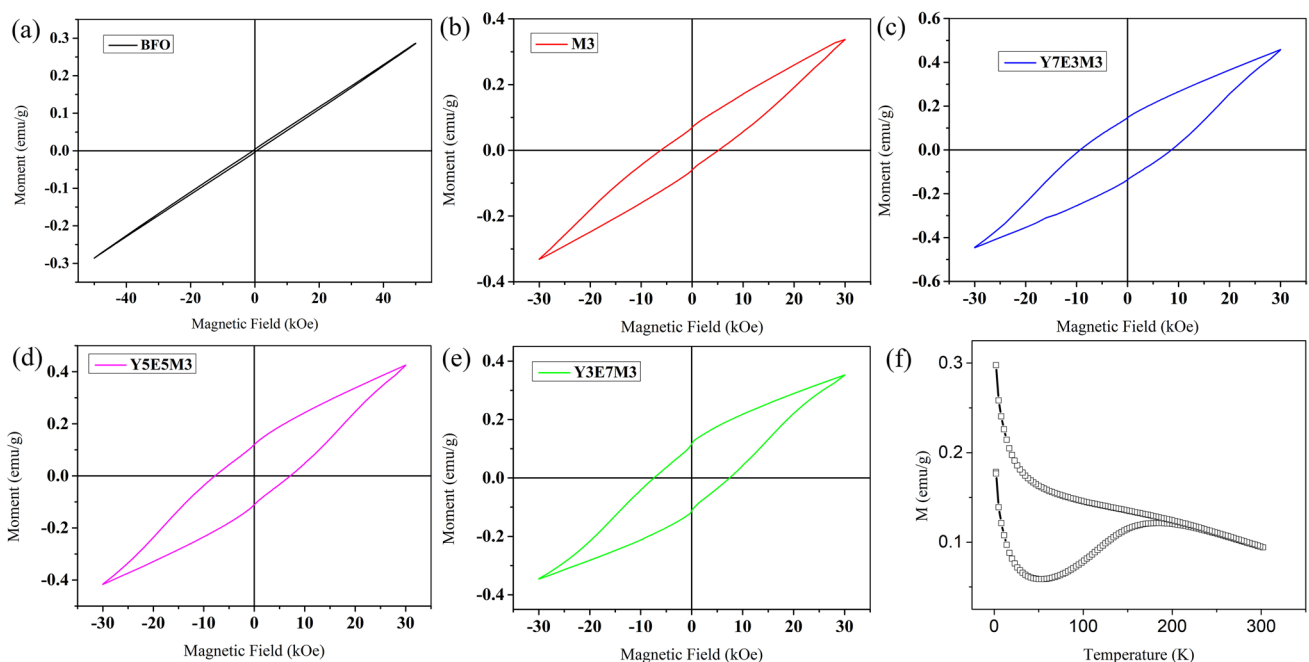 (a)
BFO
Moment (emu/g)
0.3
0.2
0.1
0.0
-0.1
-0.2
-0.3
-40 -20 0 20 40
Magnetic Field (kOe)
(b)
M3
Moment (emu/g)
0.4
0.2
0.0
-0.2
-0.4
-30 -20 -10 0 10 20 30
Magnetic Field (kOe)
(c)
Y7E3M3
Moment (emu/g)
0.6
0.4
0.2
0.0
-0.2
-0.4
-0.6
-30 -20 -10 0 10 20 30
Magnetic Field (kOe)
(d)
Y5E5M3
Moment (emu/g)
0.4
0.2
0.0
-0.2
-0.4
-30 -20 -10 0 10 20 30
Magnetic Field (kOe)
(e)
Y3E7M3
Moment (emu/g)
0.4
0.2
0.0
-0.2
-0.4
-30 -20 -10 0 10 20 30
Magnetic Field (kOe)
(f)
M (emu/g)
0.3
0.2
0.1
0 100 200 300
Temperature (K)